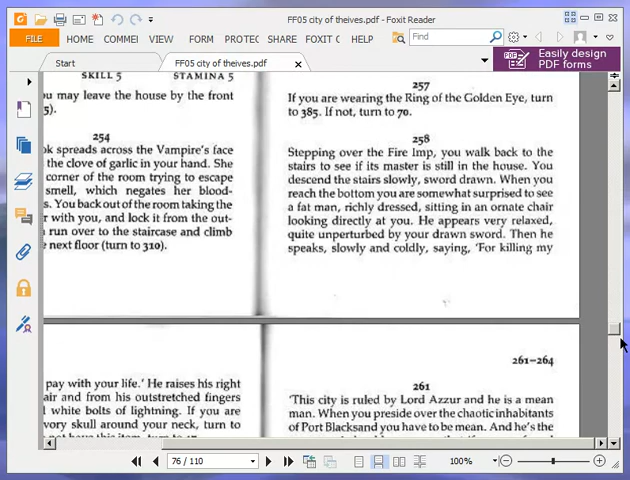 FF05 city of theives.pdf - Foxit Reader
FILE HOME COMMEI VIEW FORM PROTEC SHARE FOXIT C HELP Find
Start FF05 city of theives.pdf
Easily design
PDF forms
SKILL 5 STAMINA 5
u may leave the house by the front
5).
254
ok spreads across the Vampire's face
the clove of garlic in your hand. She
corner of the room trying to escape
smell, which negates her blood-
s. You back out of the room taking the
r with you, and lock it from the out-
run over to the staircase and climb
e next floor (turn to 310).
257
If you are wearing the Ring of the Golden Eye, turn
to 385. If not, turn to 70.
258
Stepping over the Fire Imp, you walk back to the
stairs to see if its master is still in the house. You
descend the stairs slowly, sword drawn. When you
reach the bottom you are somewhat surprised to see
a fat man, richly dressed, sitting in an ornate chair
looking directly at you. He appears very relaxed,
quite unperturbed by your drawn sword. Then he
speaks, slowly and coldly, saying, 'For killing my
pay with your life.' He raises his right
air and from his outstretched fingers
white bolts of lightning. If you are
vory skull around your neck, turn to
261-264
261
'This city is ruled by Lord Azzur and he is a mean
man. When you preside over the chaotic inhabitants
of Port Blacksand you have to be mean. And he's the
76 / 110 100%